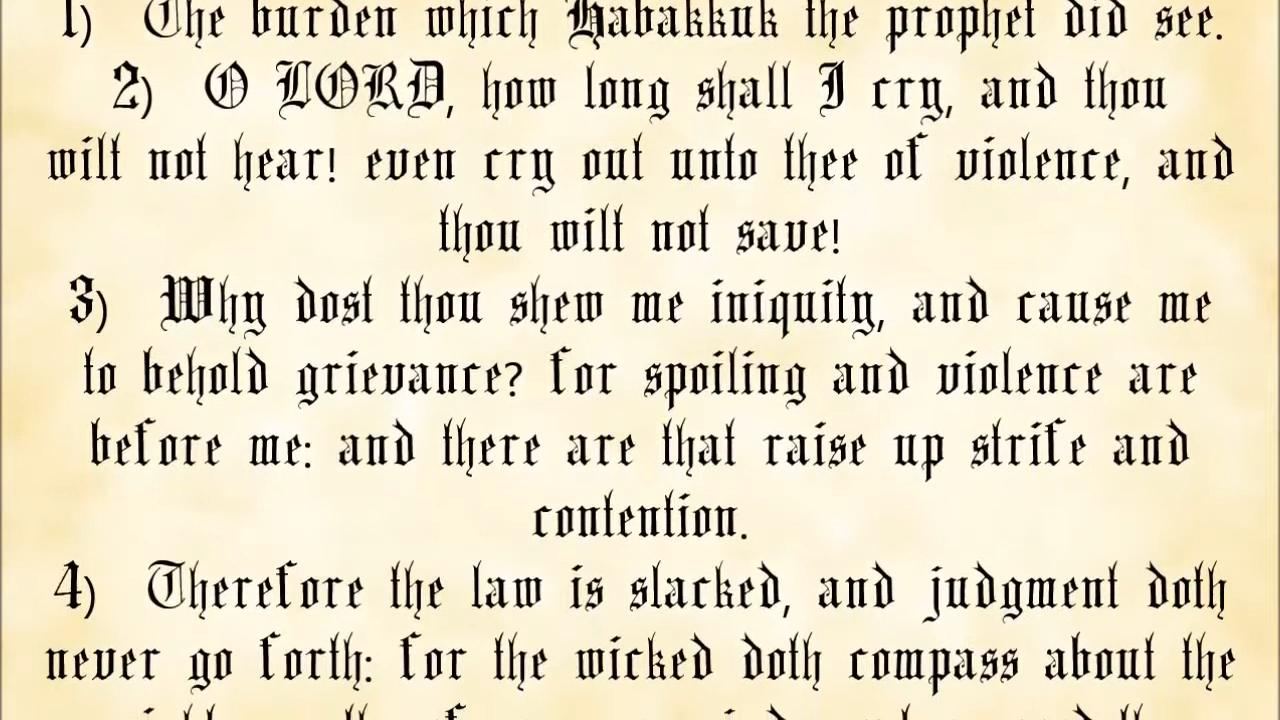 1) The burden which Habakkuk the prophet did see.
2) O LORD, how long shall I cry, and thou
wilt not hear! even cry out unto thee of violence, and
thou wilt not save!
3) Why dost thou shew me iniquity, and cause me
to behold grievance? for spoiling and violence are
before me: and there are that raise up strife and
contention.
4) Therefore the law is slacked, and judgment doth
never go forth: for the wicked doth compass about the